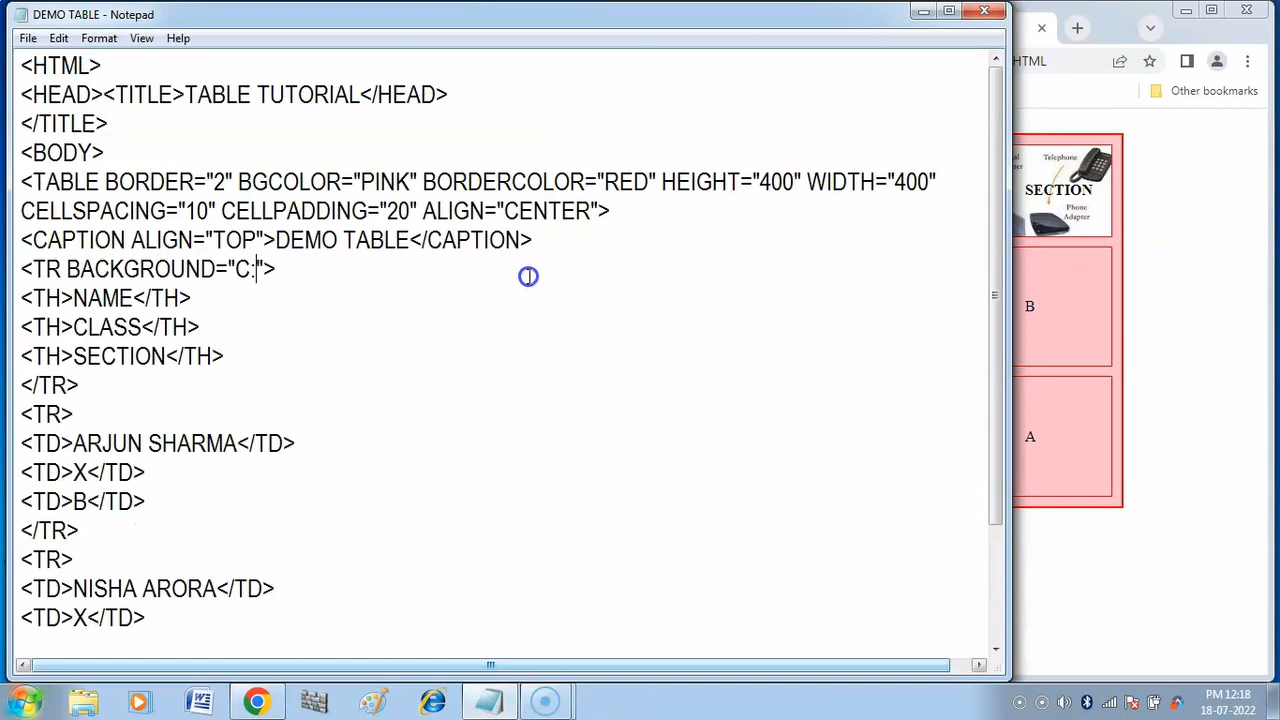 DEMO TABLE - Notepad
File Edit Format View Help
<HTML>
<HEAD><TITLE>TABLE TUTORIAL</HEAD>
</TITLE>
<BODY>
<TABLE BORDER="2" BGCOLOR="PINK" BORDERCOLOR="RED" HEIGHT="400" WIDTH="400"
CELLSPACING="10" CELLPADDING="20" ALIGN="CENTER">
<CAPTION ALIGN="TOP">DEMO TABLE</CAPTION>
<TR BACKGROUND="C:">
<TH>NAME</TH>
<TH>CLASS</TH>
<TH>SECTION</TH>
</TR>
<TR>
<TD>ARJUN SHARMA</TD>
<TD>X</TD>
<TD>B</TD>
</TR>
<TR>
<TD>NISHA ARORA</TD>
<TD>X</TD>
HTML
Other bookmarks
Telephone
SECTION
Phone
Adapter
B
A
PM 12:18
18-07-2022